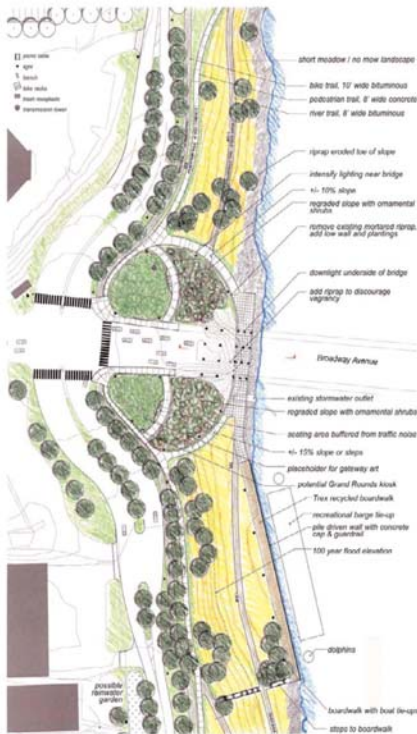 picnic table
light
bench
bike racks
trash receptacle
transmission tower
short meadow / no mow landscape
bike trail, 10' wide bituminous
pedestrian trail, 8' wide concrete
river trail, 8' wide bituminous
riprap eroded toe of slope
intensify lighting near bridge
+/- 10% slope
regraded slope with ornamental
shrubs
remove existing mortared riprap,
add low wall and plantings
downlight underside of bridge
add riprap to discourage
vagrancy
Broadway Avenue
existing stormwater outlet
regraded slope with ornamental shrubs
seating area buffered from traffic noise
+/- 15% slope or steps
placeholder for gateway art
potential Grand Rounds kiosk
Trex recycled boardwalk
recreational barge tie-up
pile driven wall with concrete
cap & guardrail
100 year flood elevation
dolphins
possible
rainwater
garden
boardwalk with boat tie-ups
steps to boardwalk